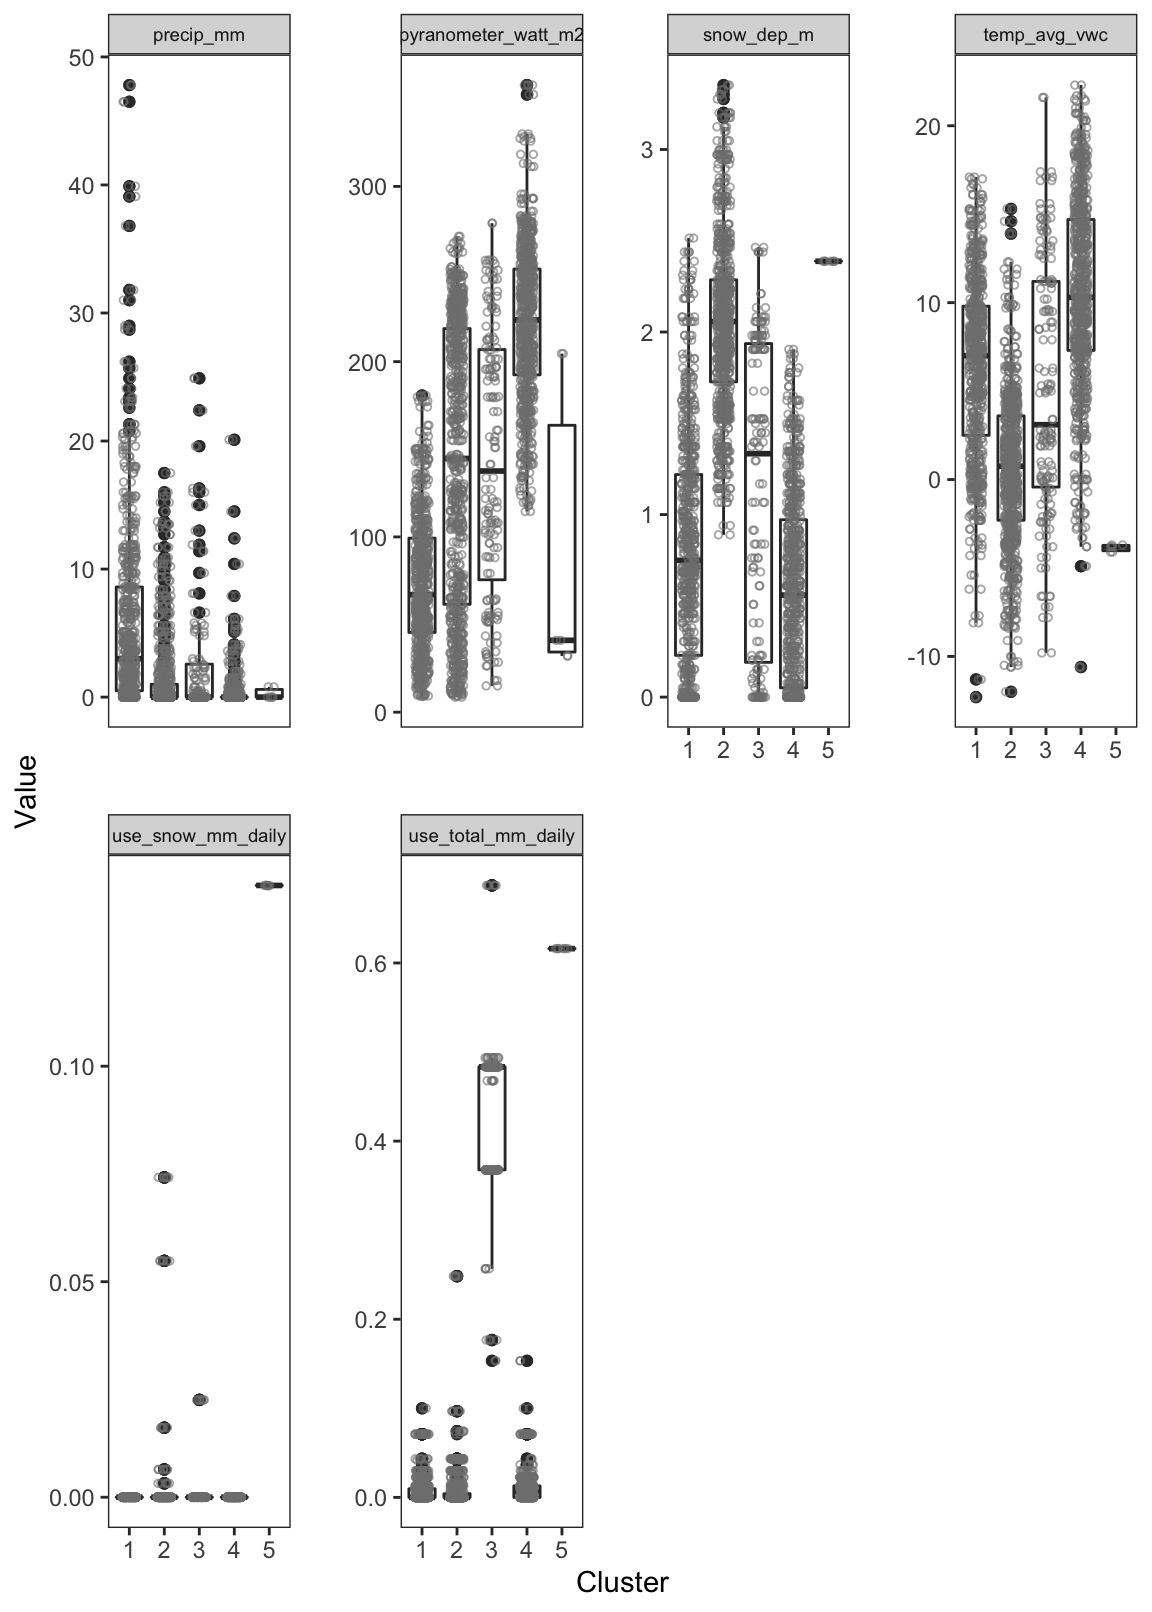 precip_mm
pyranometer_watt_m2
snow_dep_m
temp_avg_vwc
50
40
30
20
10
0
300
200
100
0
3
2
1
0
20
10
0
-10
1 2 3 4 5
1 2 3 4 5
Value
use_snow_mm_daily
use_total_mm_daily
0.10
0.05
0.00
0.6
0.4
0.2
0.0
1 2 3 4 5
1 2 3 4 5
Cluster